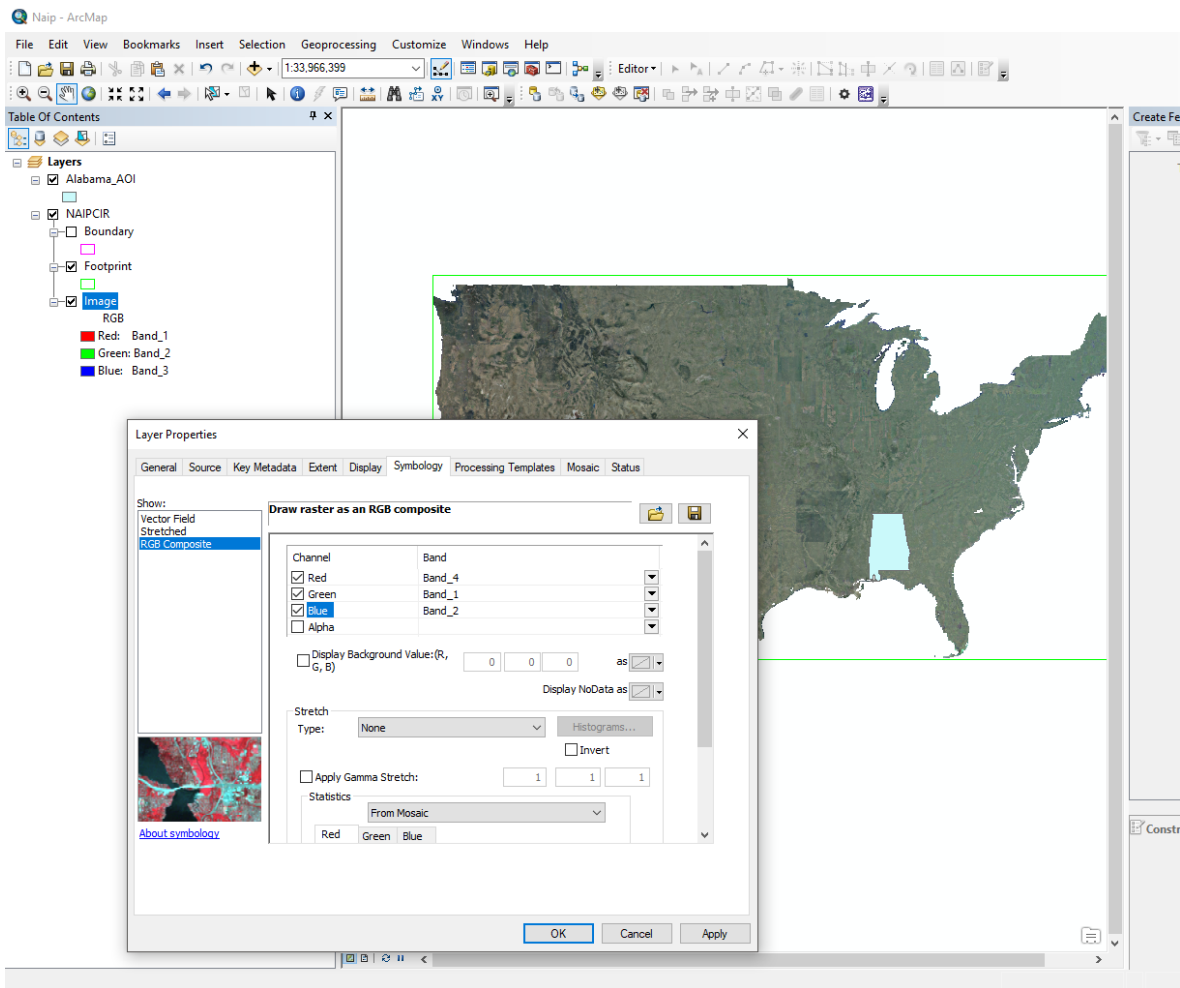 Naip - ArcMap
File Edit View Bookmarks Insert Selection Geoprocessing Customize Windows Help
1:33,966,399
Editor
Table Of Contents
Create Fe
Layers
Alabama_AOI
NAIPCIR
Boundary
Footprint
Image
RGB
Red: Band_1
Green: Band_2
Blue: Band_3
Layer Properties
General Source Key Metadata Extent Display Symbology Processing Templates Mosaic Status
Show:
Vector Field
Stretched
RGB Composite
Draw raster as an RGB composite
Channel Band
Red Band_4
Green Band_1
Blue Band_2
Alpha
Display Background Value:(R,
G, B) 0 0 0 as
Display NoData as
Stretch
Type: None Histograms...
Invert
Apply Gamma Stretch: 1 1 1
Statistics
From Mosaic
Red Green Blue
About symbology
OK Cancel Apply
Constr